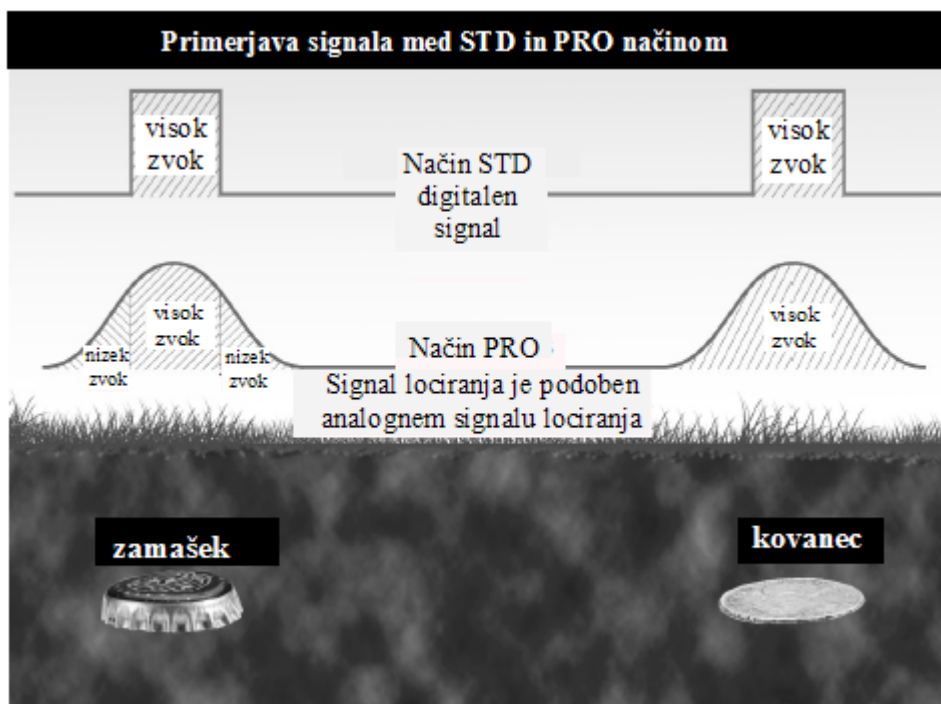 Primerjava signala med STD in PRO načinom
visok
zvok
visok
zvok
Način STD
digitalen
signal
visok
zvok
nizek
zvok
nizek
zvok
visok
zvok
Način PRO
Signal lociranja je podoben
analognem signalu lociranja
zamašek
kovanec